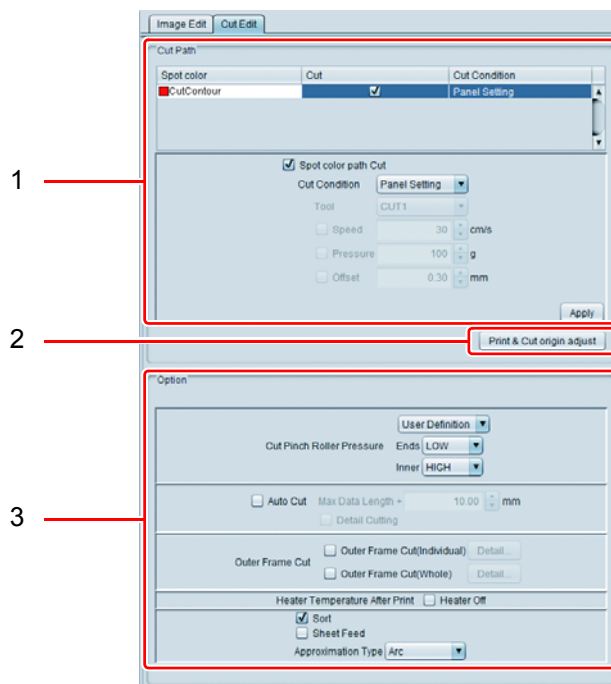 Image Edit Cut Edit
Cut Path
Spot color Cut Cut Condition
CutContour Panel Setting
1
Spot color path Cut
Cut Condition Panel Setting
Tool CUT1
Speed 30 cm/s
Pressure 100 g
Offset 0.30 mm
Apply
2
Print & Cut origin adjust
Option
User Definition
Cut Pinch Roller Pressure Ends LOW
Inner HIGH
3
Auto Cut Max Data Length + 10.00 mm
Detail Cutting
Outer Frame Cut Outer Frame Cut(Individual) Detail...
Outer Frame Cut(Whole) Detail...
Heater Temperature After Print Heater Off
Sort
Sheet Feed
Approximation Type Arc